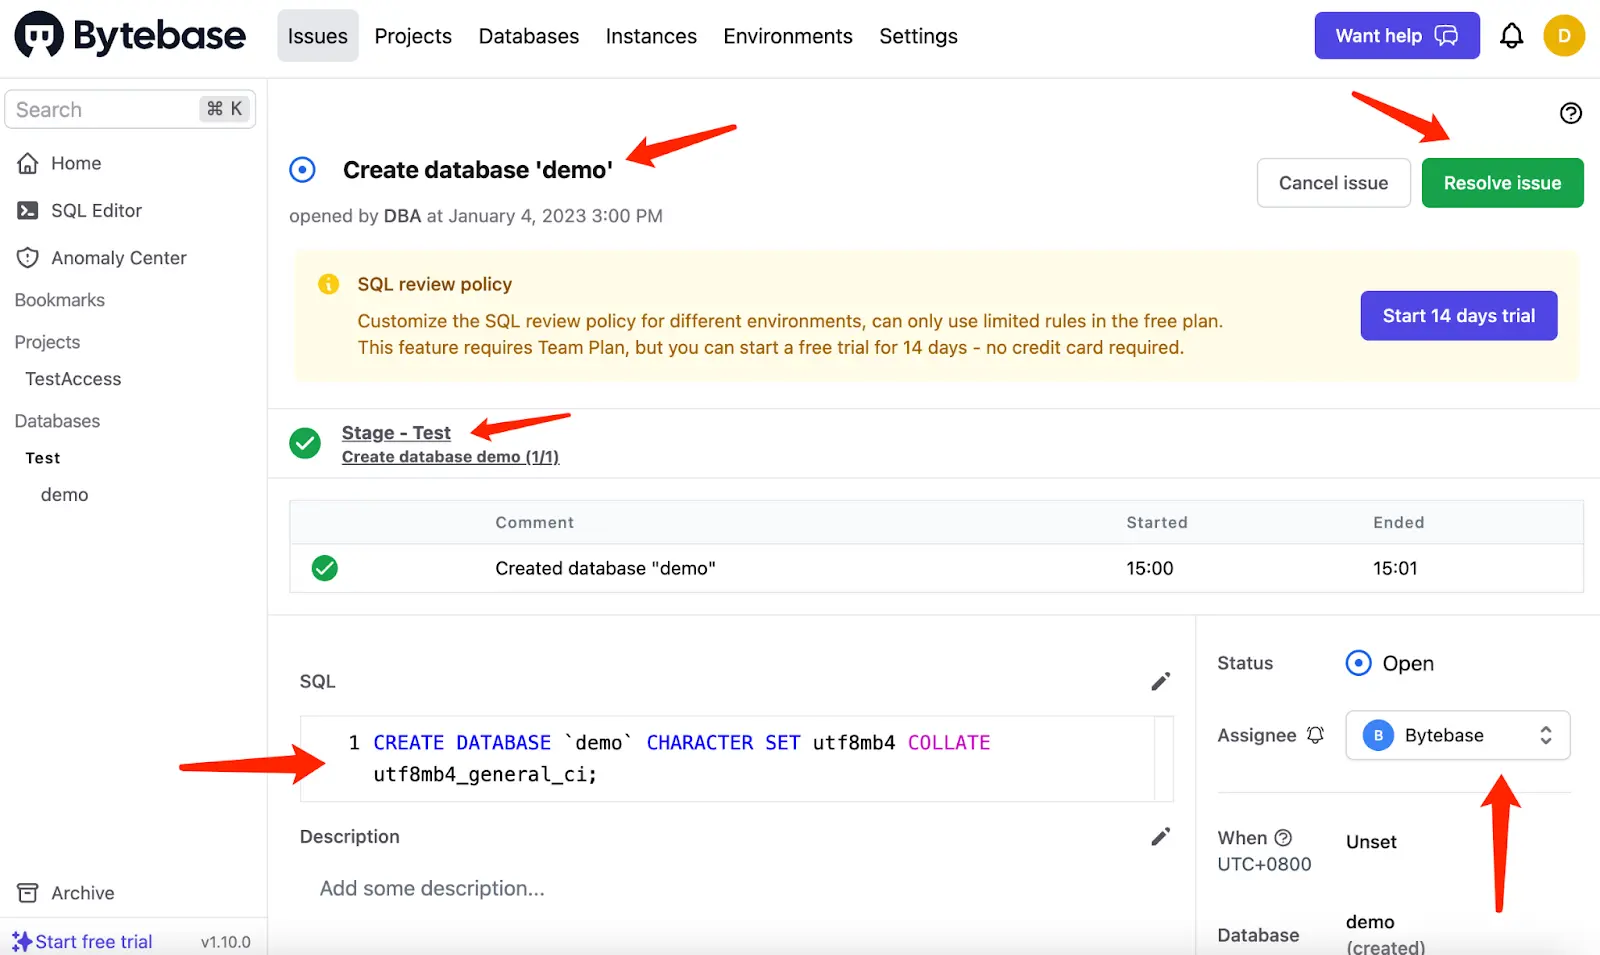 Bytebase
Issues Projects Databases Instances Environments Settings
Want help
D
Search ⌘ K
Home
SQL Editor
Anomaly Center
Bookmarks
Projects
TestAccess
Databases
Test
demo
Archive
Start free trial v1.10.0
Create database 'demo'
opened by DBA at January 4, 2023 3:00 PM
Cancel issue
Resolve issue
SQL review policy
Customize the SQL review policy for different environments, can only use limited rules in the free plan.
This feature requires Team Plan, but you can start a free trial for 14 days - no credit card required.
Start 14 days trial
Stage - Test
Create database demo (1/1)
Comment Started Ended
Created database "demo" 15:00 15:01
SQL
1 CREATE DATABASE `demo` CHARACTER SET utf8mb4 COLLATE
utf8mb4_general_ci;
Description
Add some description...
Status Open
Assignee B Bytebase
When Unset
UTC+0800
Database demo
(created)